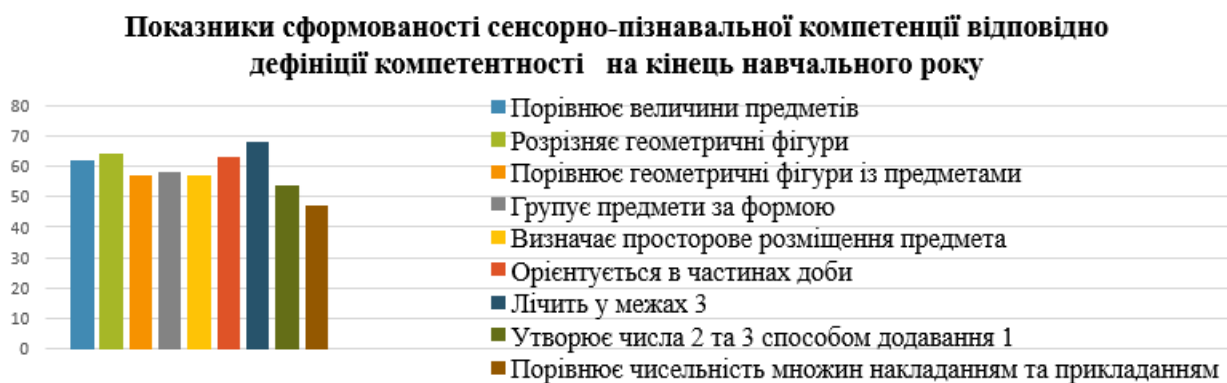 Показники сформованості сенсорно-пізнавальної компетенції відповідно
дефініції компетентності на кінець навчального року
80
70
60
50
40
30
20
10
0
Порівнює величини предметів
Розрізняє геометричні фігури
Порівнює геометричні фігури із предметами
Групує предмети за формою
Визначає просторове розміщення предмета
Орієнтується в частинах доби
Лічить у межах 3
Утворює числа 2 та 3 способом додавання 1
Порівнює чисельність множин накладанням та прикладанням